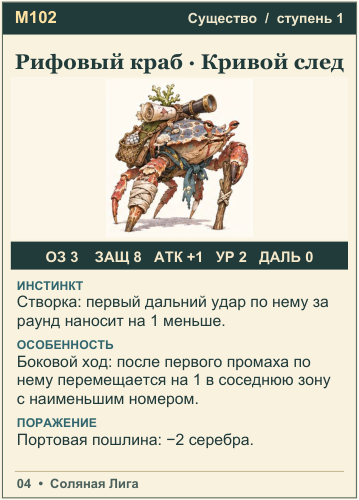 M102
Существо / ступень 1
Рифовый краб · Кривой след
ОЗ 3 ЗАЩ 8 АТК +1 УР 2 ДАЛЬ 0
ИНСТИНКТ
Створка: первый дальний удар по нему за
раунд наносит на 1 меньше.
ОСОБЕННОСТЬ
Боковой ход: после первого промаха по
нему перемещается на 1 в соседнюю зону
с наименьшим номером.
ПОРАЖЕНИЕ
Портовая пошлина: −2 серебра.
04 • Соляная Лига